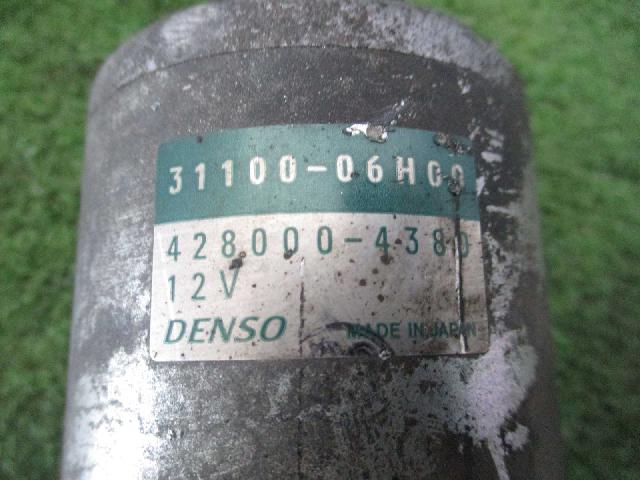 31100-06H00
428000-4380
12V
DENSO
MADE IN JAPAN